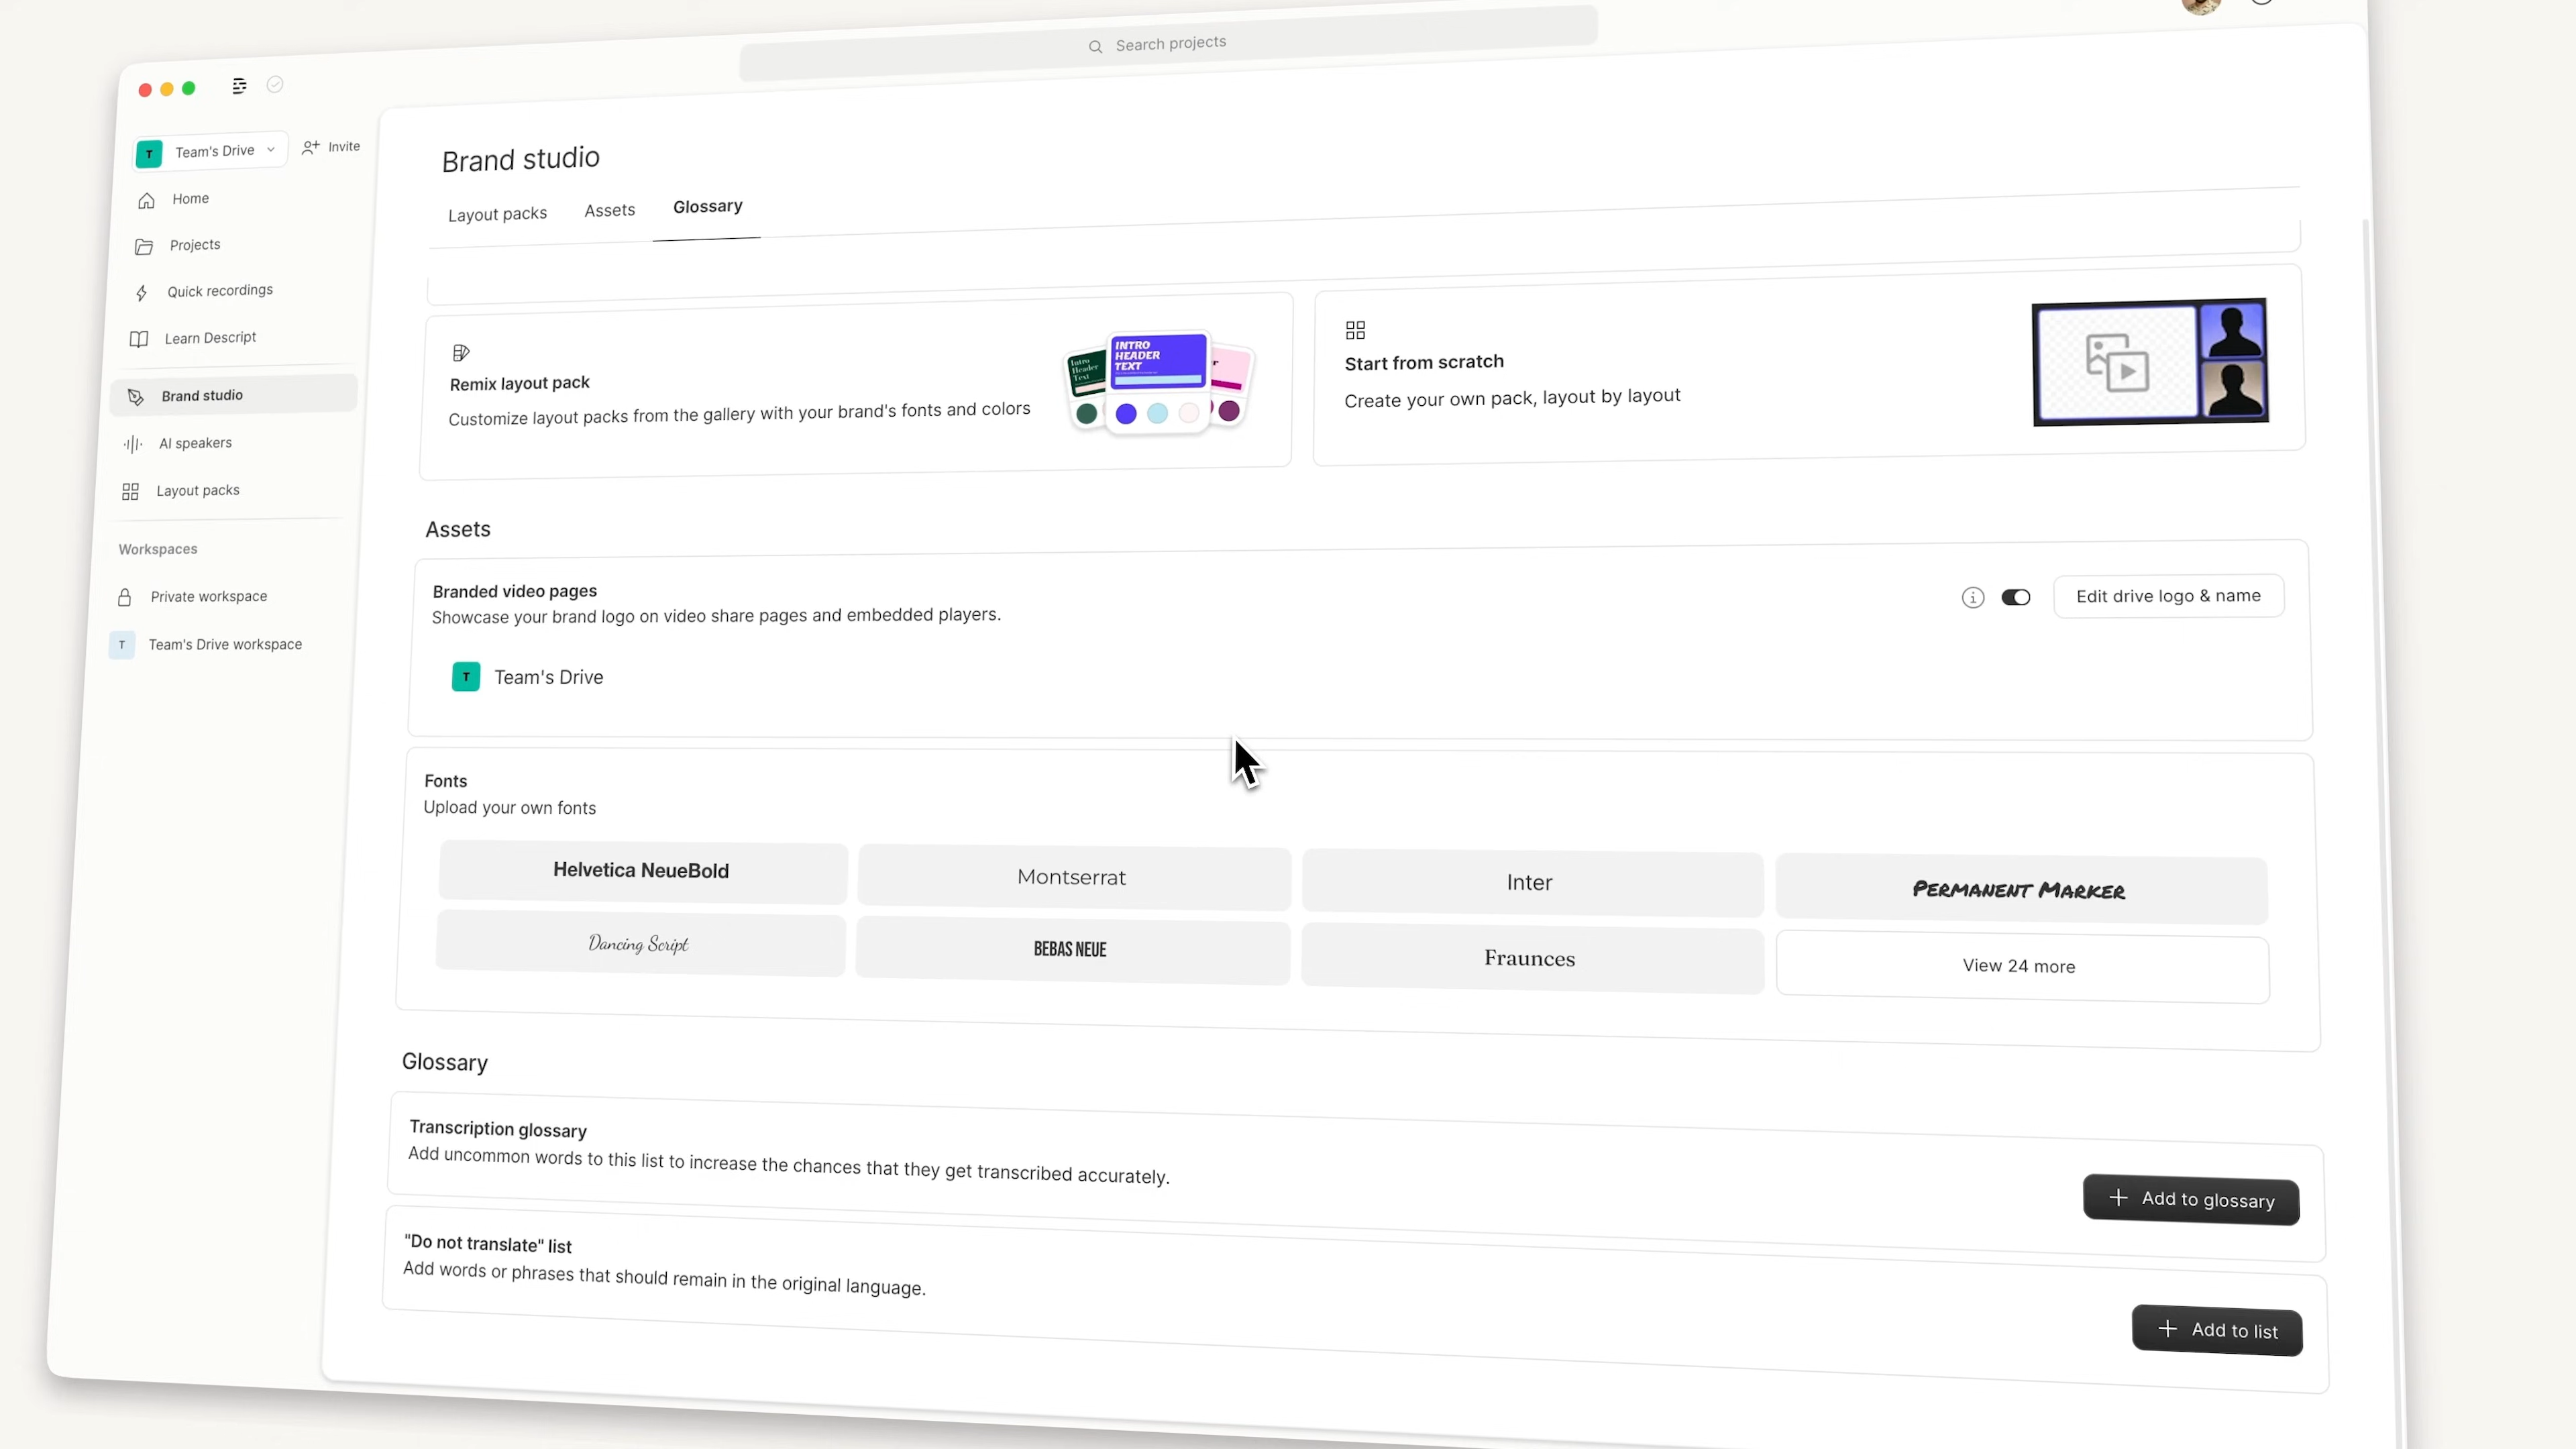 Search projects
T Team's Drive
Invite
Home
Projects
Quick recordings
Learn Descript
Brand studio
AI speakers
Layout packs
Workspaces
Private workspace
T Team's Drive workspace
Brand studio
Layout packs Assets Glossary
Remix layout pack
Customize layout packs from the gallery with your brand's fonts and colors
Intro
Header
Text
INTRO
HEADER
TEXT
Start from scratch
Create your own pack, layout by layout
Assets
Branded video pages
Showcase your brand logo on video share pages and embedded players.
Edit drive logo & name
T Team's Drive
Fonts
Upload your own fonts
Helvetica NeueBold Montserrat Inter Permanent Marker
Dancing Script BEBAS NEUE Fraunces View 24 more
Glossary
Transcription glossary
Add uncommon words to this list to increase the chances that they get transcribed accurately.
Add to glossary
"Do not translate" list
Add words or phrases that should remain in the original language.
Add to list